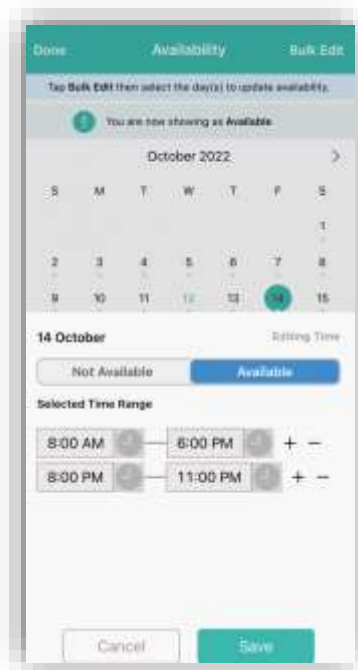 Done Availability Bulk Edit
Tap Bulk Edit then select the day(s) to update availability.
! You are now showing as Available
October 2022 >
S M T W T F S
1
2 3 4 5 6 7 8
9 10 11 12 13 14 15
14 October Editing Time
Not Available Available
Selected Time Range
8:00 AM — 6:00 PM + −
8:00 PM — 11:00 PM + −
Cancel Save